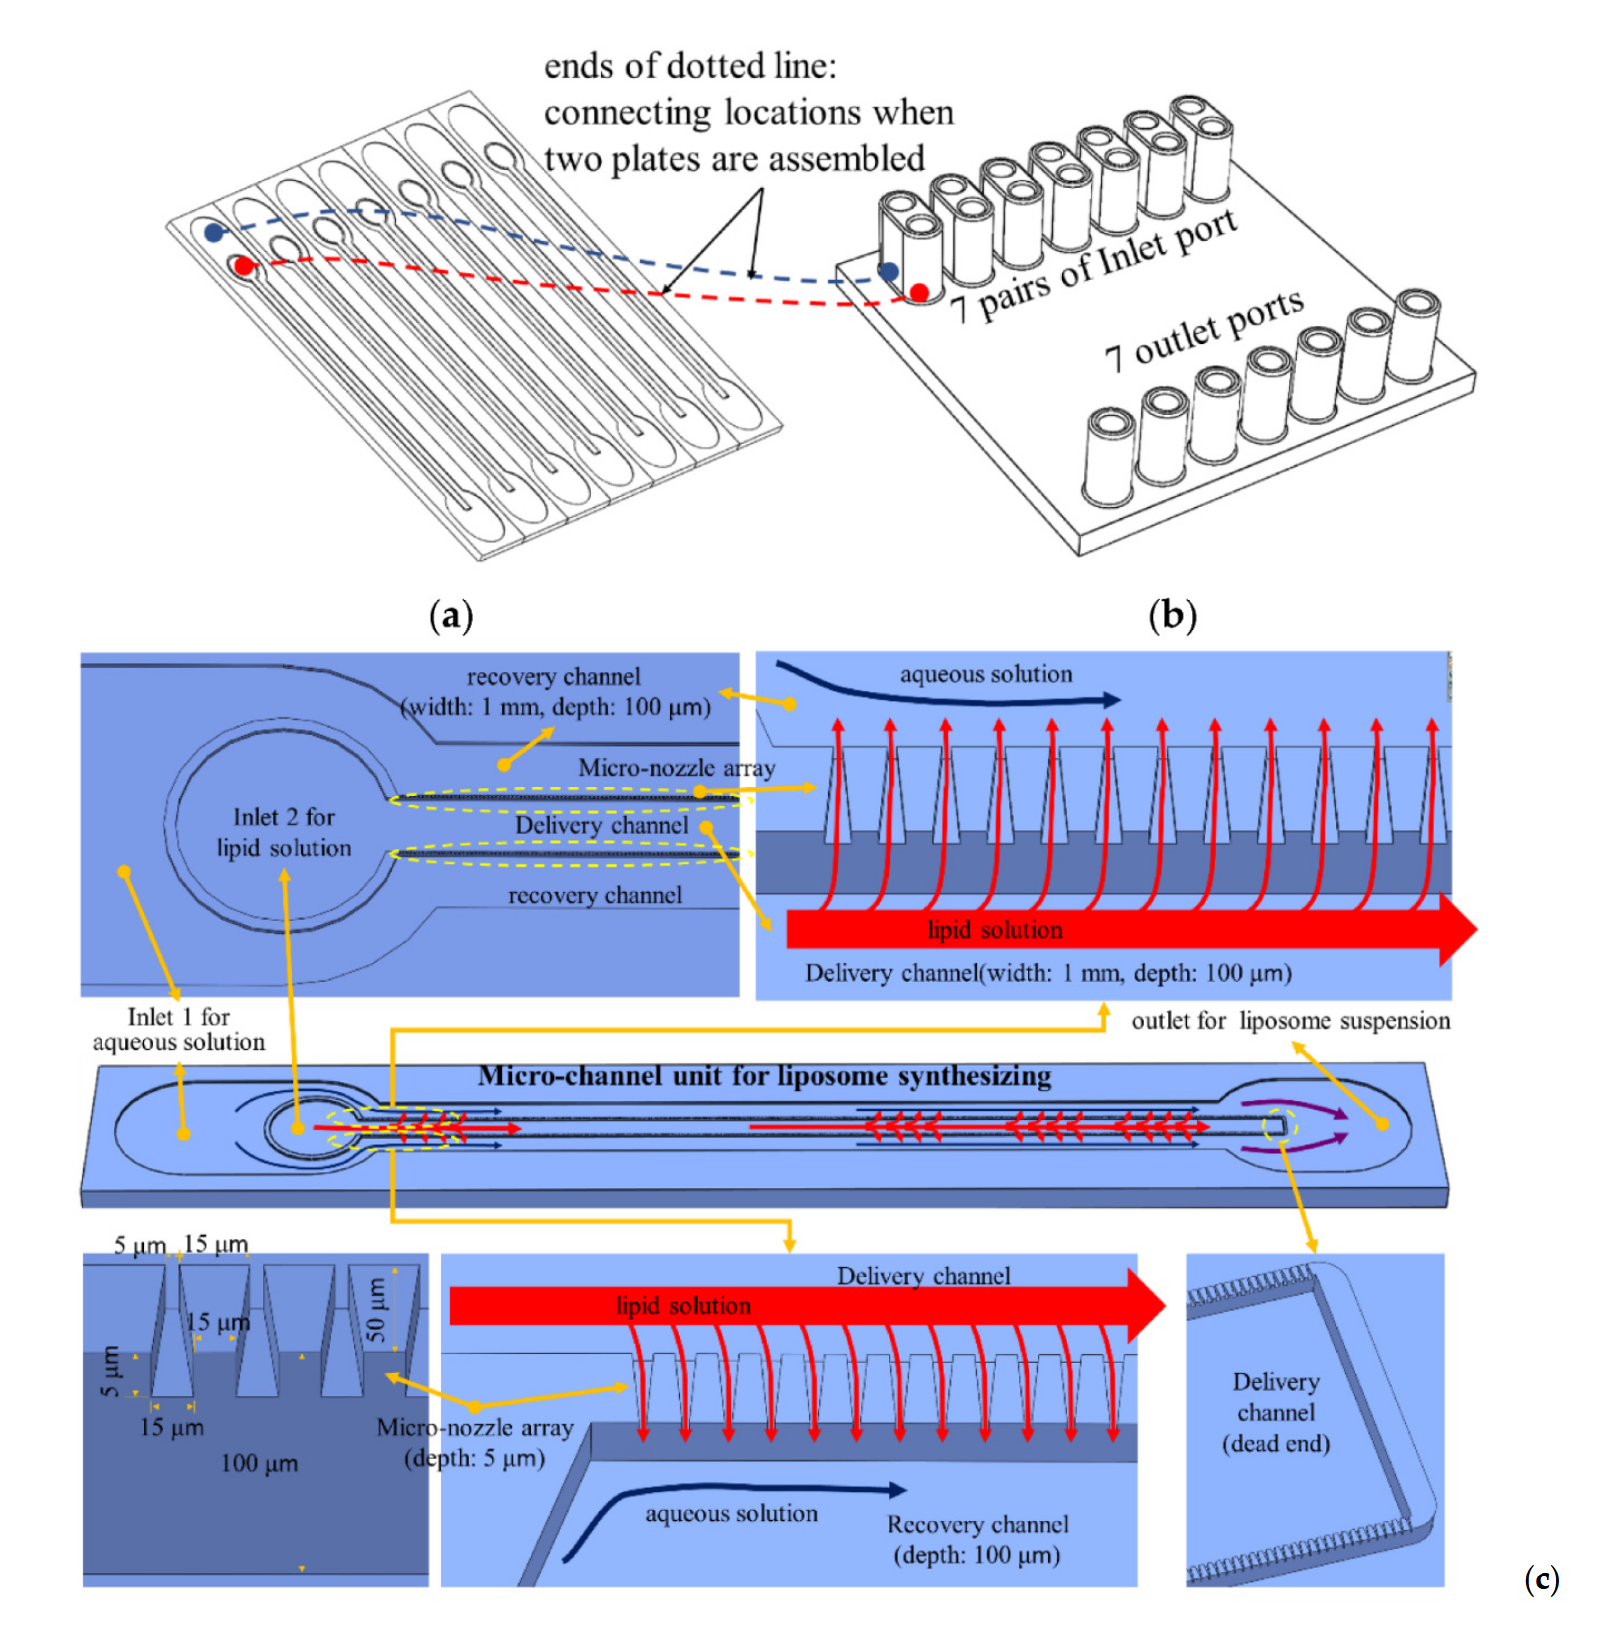 ends of dotted line:
connecting locations when
two plates are assembled
7 pairs of Inlet port
7 outlet ports
(a)
(b)
recovery channel
(width: 1 mm, depth: 100 μm)
Micro-nozzle array
Inlet 2 for
lipid solution
Delivery channel
recovery channel
aqueous solution
lipid solution
Delivery channel(width: 1 mm, depth: 100 μm)
Inlet 1 for
aqueous solution
outlet for liposome suspension
Micro-channel unit for liposome synthesizing
5 μm
15 μm
15 μm
50 μm
5 μm
15 μm
100 μm
Micro-nozzle array
(depth: 5 μm)
Delivery channel
lipid solution
aqueous solution
Recovery channel
(depth: 100 μm)
Delivery
channel
(dead end)
(c)